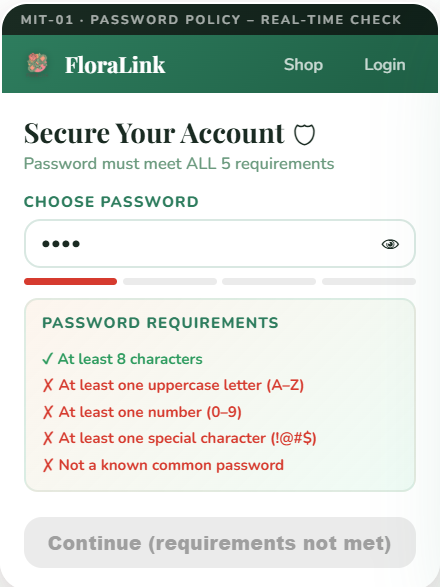 MIT-01 · PASSWORD POLICY – REAL-TIME CHECK
FloraLink Shop Login
Secure Your Account
Password must meet ALL 5 requirements
CHOOSE PASSWORD
••••
PASSWORD REQUIREMENTS
✓ At least 8 characters
✗ At least one uppercase letter (A–Z)
✗ At least one number (0–9)
✗ At least one special character (!@#$)
✗ Not a known common password
Continue (requirements not met)